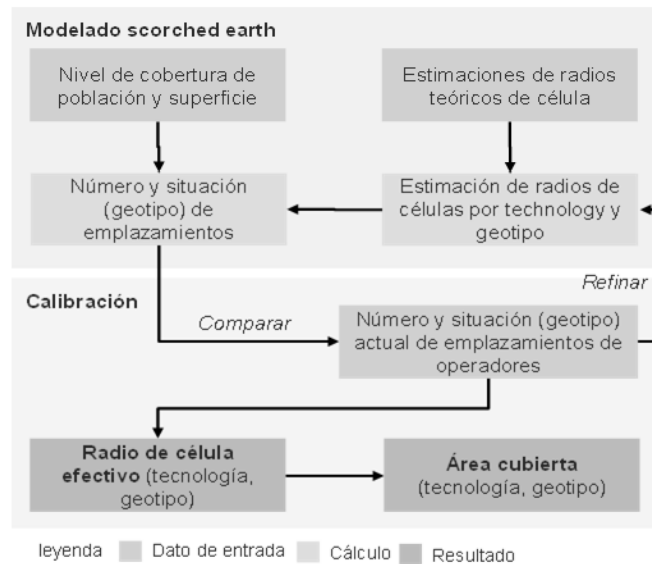 Modelado scorched earth
Nivel de cobertura de
población y superficie
Estimaciones de radios
teóricos de célula
Número y situación
(geotipo) de
emplazamientos
Estimación de radios de
células por technology y
geotipo
Refinar
Calibración
Comparar
Número y situación (geotipo)
actual de emplazamientos de
operadores
Radio de célula
efectivo (tecnología,
geotipo)
Área cubierta
(tecnología, geotipo)
leyenda Dato de entrada Cálculo Resultado